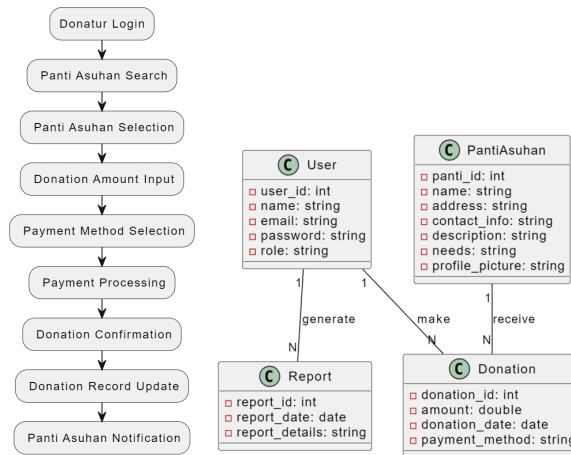 Donatur Login
Panti Asuhan Search
Panti Asuhan Selection
Donation Amount Input
Payment Method Selection
Payment Processing
Donation Confirmation
Donation Record Update
Panti Asuhan Notification
C User
user_id: int
name: string
email: string
password: string
role: string
C PantiAsuhan
panti_id: int
name: string
address: string
contact_info: string
description: string
needs: string
profile_picture: string
1
1
1
generate
make
receive
N
N
N
C Report
report_id: int
report_date: date
report_details: string
C Donation
donation_id: int
amount: double
donation_date: date
payment_method: string